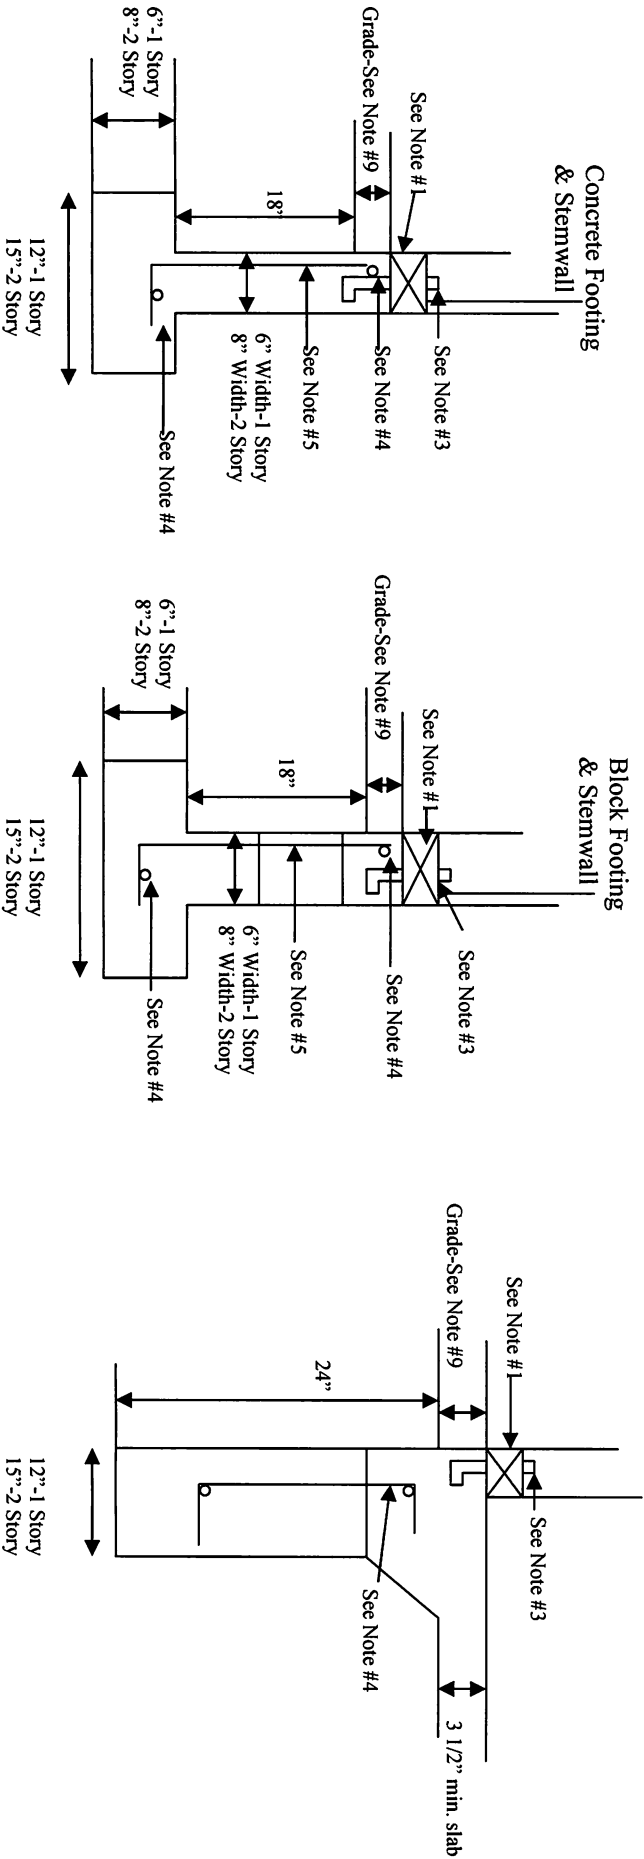 Concrete Footing
& Stemwall
See Note #1
Grade-See Note #9
18”
6”-1 Story
8”-2 Story
See Note #3
See Note #4
See Note #5
6” Width-1 Story
8” Width-2 Story
See Note #4
12”-1 Story
15”-2 Story
Block Footing
& Stemwall
See Note #1
Grade-See Note #9
18”
6”-1 Story
8”-2 Story
See Note #3
See Note #4
See Note #5
6” Width-1 Story
8” Width-2 Story
See Note #4
12”-1 Story
15”-2 Story
See Note #1
Grade-See Note #9
24”
See Note #3
See Note #4
3 1/2” min. slab
12”-1 Story
15”-2 Story